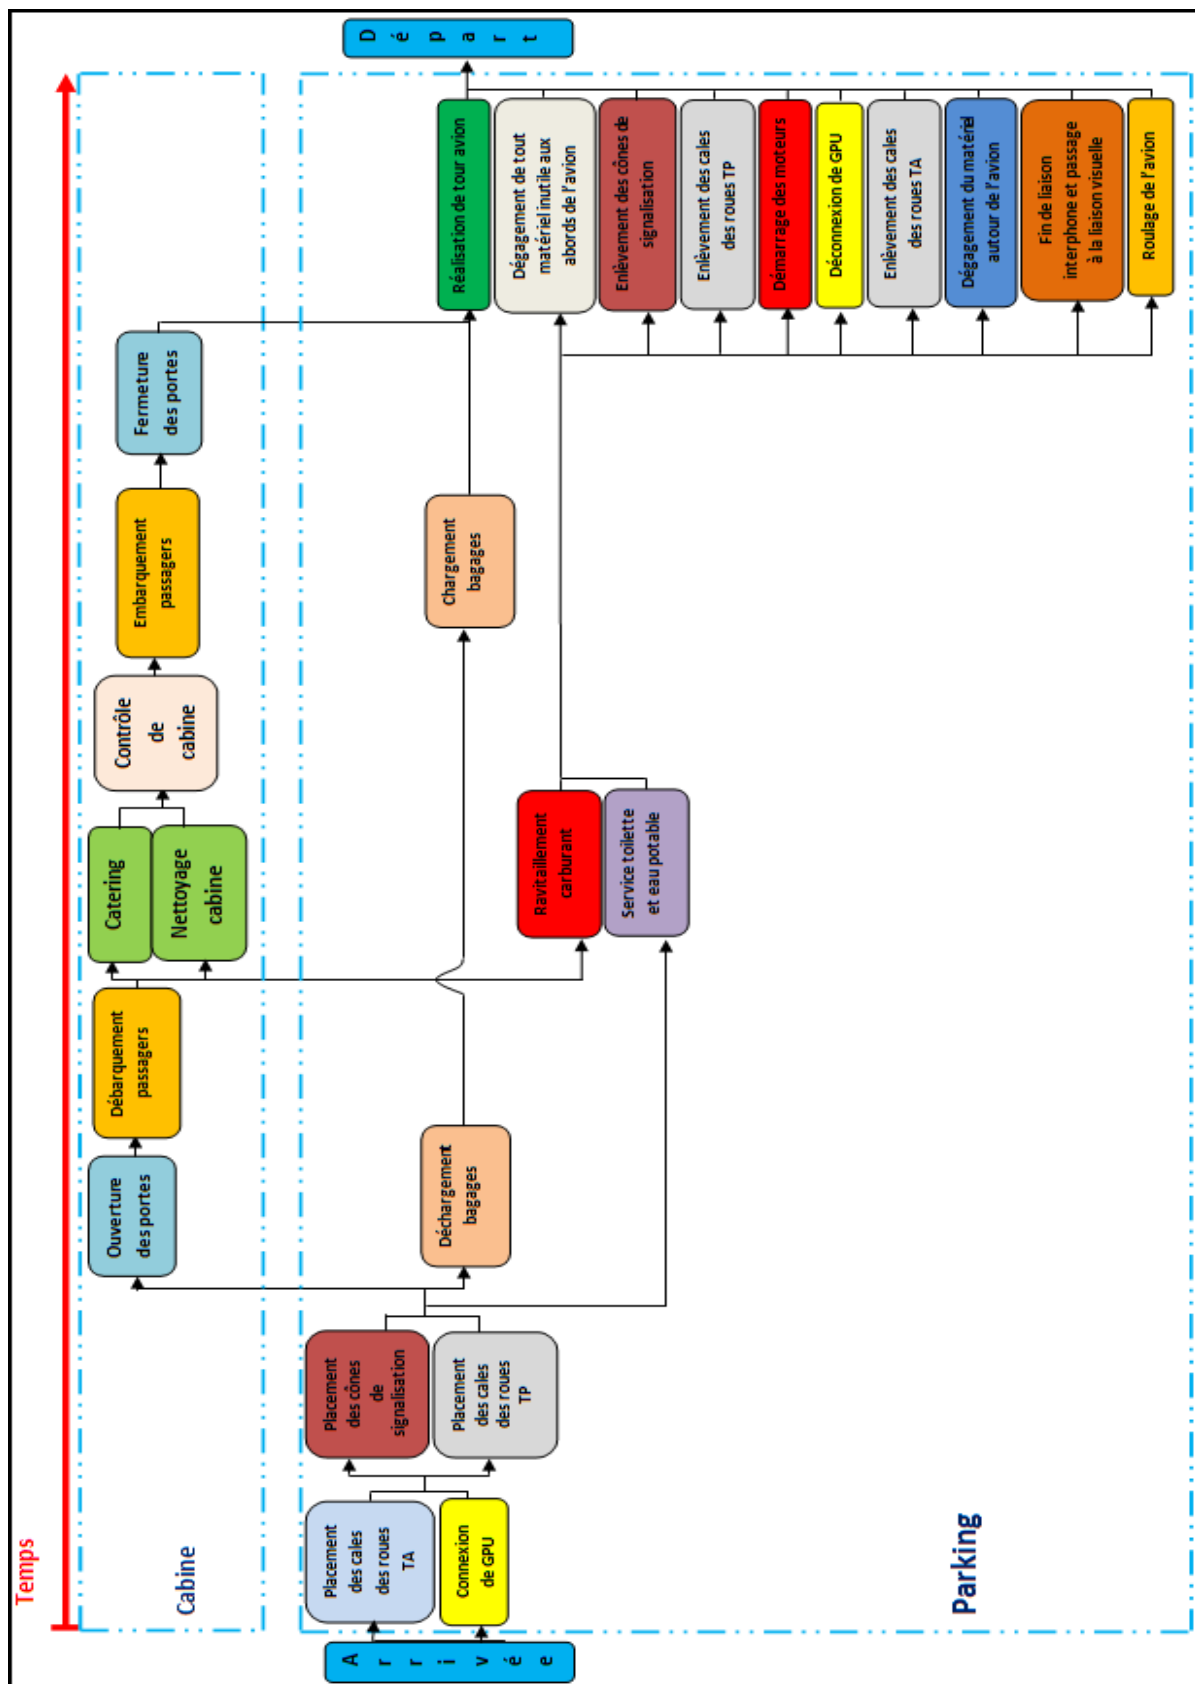 Temps
Cabine
Ouverture
des portes
Débarquement
passagers
Catering
Nettoyage
cabine
Contrôle
de
cabine
Embarquement
passagers
Fermeture
des portes
Parking
Arrivée
Placement
des cales
des roues
TA
Connexion
de GPU
Placement
des cônes
de
signalisation
Placement
des cales
des roues
TP
Déchargement
bagages
Chargement
bagages
Ravitaillement
carburant
Service toilette
et eau potable
Réalisation de tour avion
Dégagement de tout
matériel inutile aux
abords de l'avion
Enlèvement des cônes de
signalisation
Enlèvement des cales
des roues TP
Démarrage des moteurs
Déconnexion de GPU
Enlèvement des cales
des roues TA
Dégagement du matériel
autour de l'avion
Fin de liaison
interphone et passage
à la liaison visuelle
Roulage de l'avion
Départ